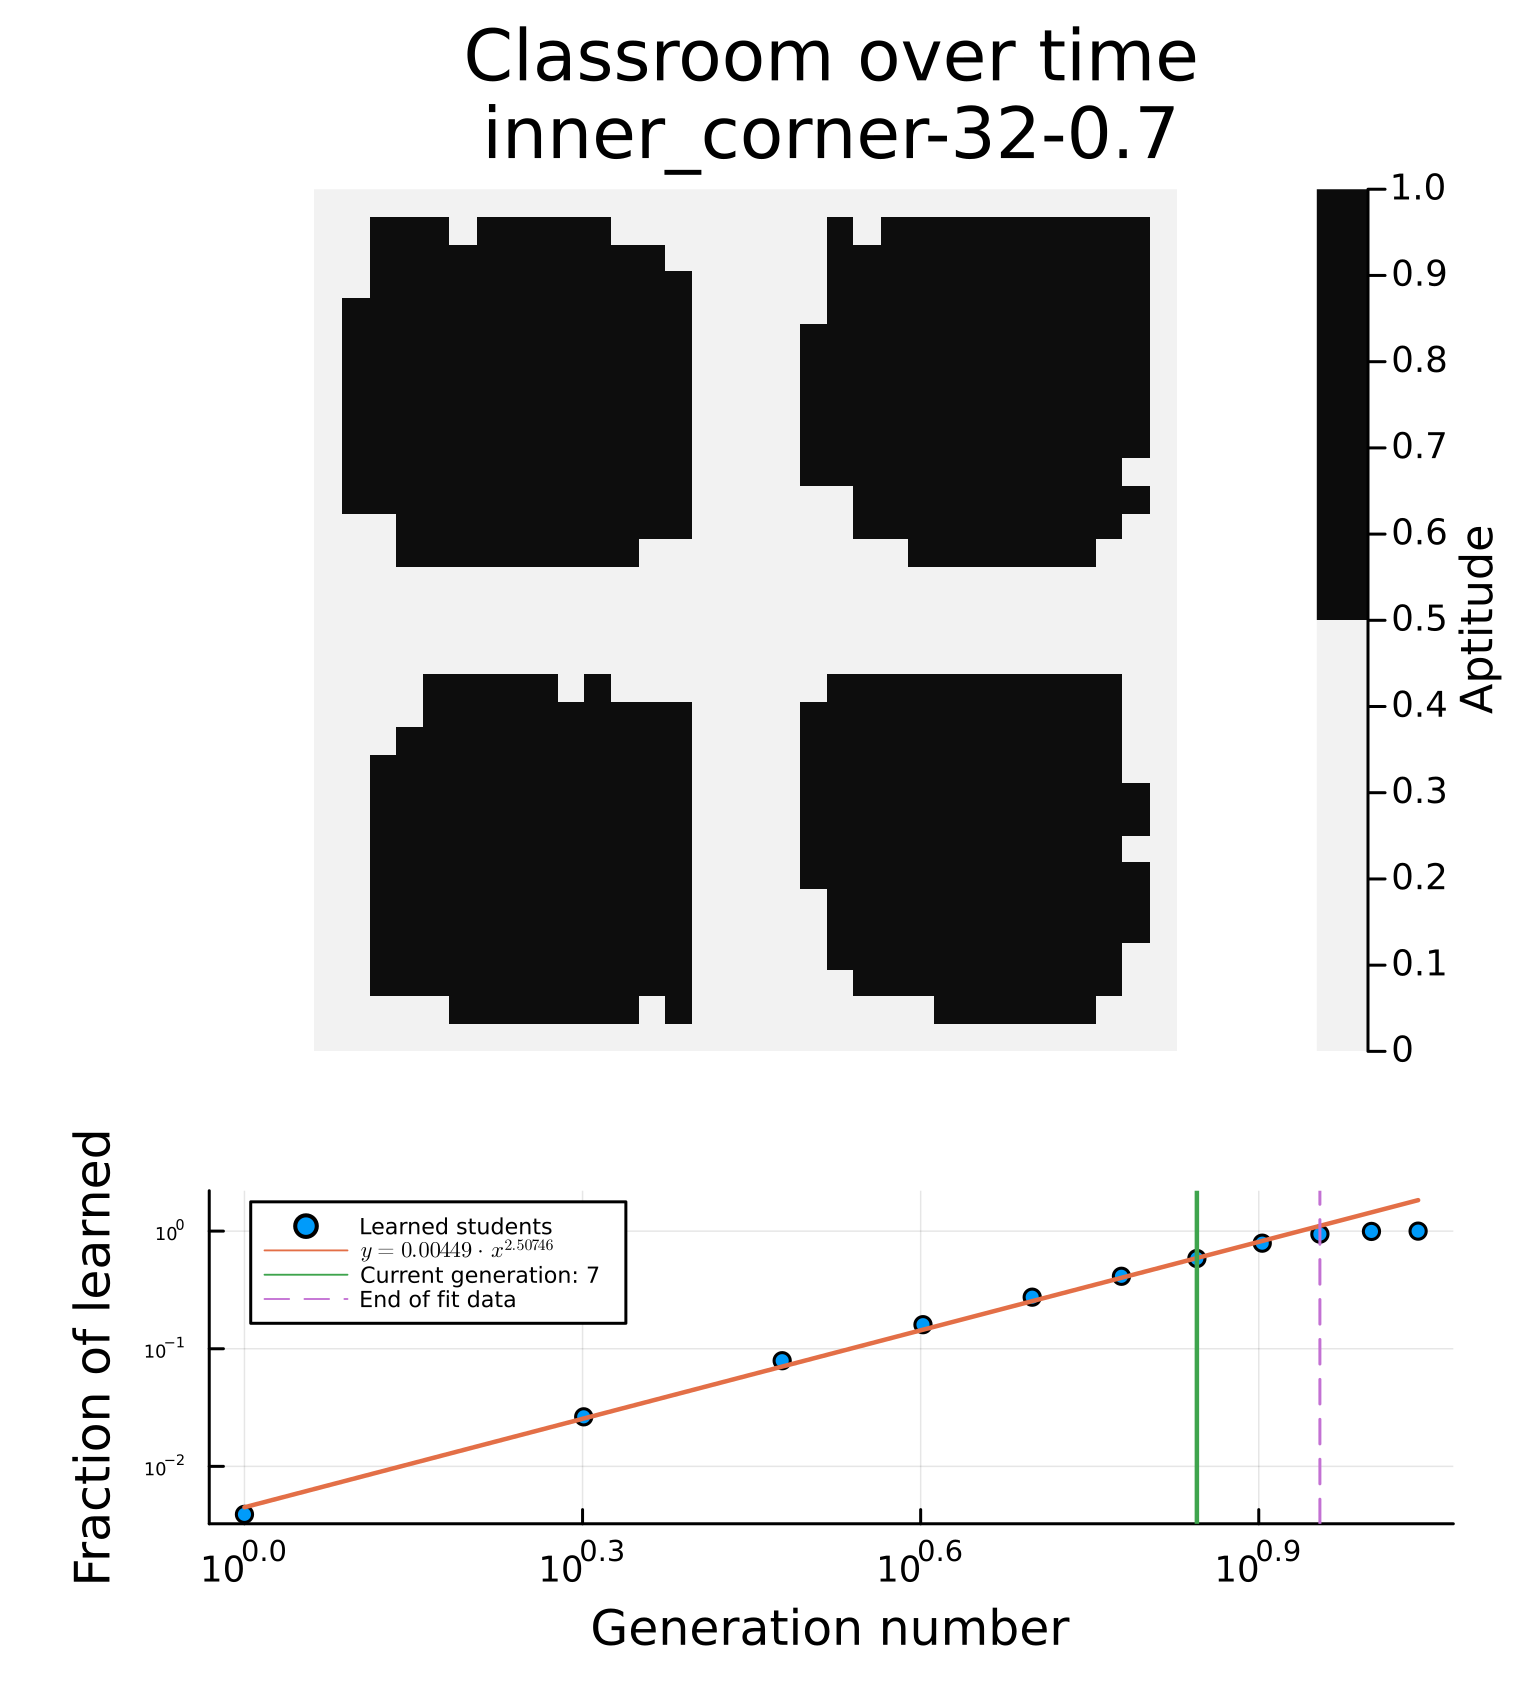 Classroom over time
inner_corner-32-0.7
1.0
0.9
0.8
0.7
0.6
0.5
0.4
0.3
0.2
0.1
0
Aptitude
Fraction of learned
10^0
10^−1
10^−2
Learned students
y = 0.00449 · x^2.50746
Current generation: 7
End of fit data
10^0.0
10^0.3
10^0.6
10^0.9
Generation number